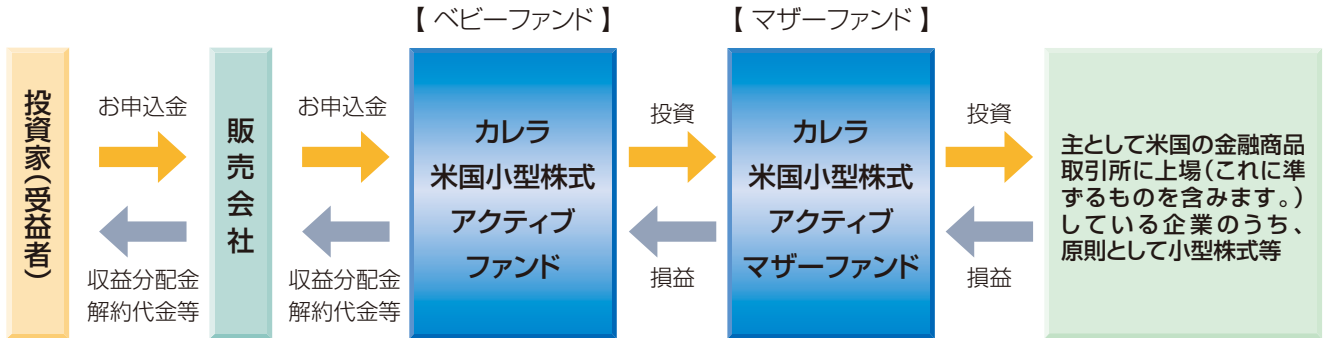 【 ベビーファンド 】
【 マザーファンド 】
投資家(受益者)
お申込金
収益分配金
解約代金等
販売会社
お申込金
収益分配金
解約代金等
カレラ
米国小型株式
アクティブ
ファンド
投資
損益
カレラ
米国小型株式
アクティブ
マザーファンド
投資
損益
主として米国の金融商品
取引所に上場(これに準
ずるものを含みます。)
している企業のうち、
原則として小型株式等